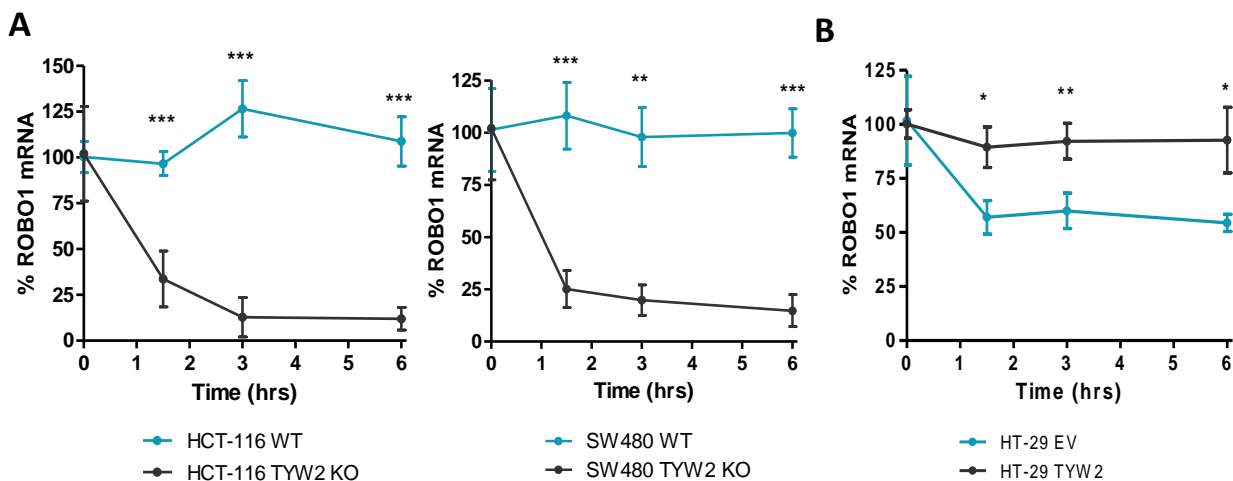 A
% ROBO1 mRNA
150
125
100
75
50
25
0
***
***
***
0 1 2 3 4 5 6
Time (hrs)
HCT-116 WT
HCT-116 TYW2 KO
% ROBO1 mRNA
125
100
75
50
25
0
***
**
***
0 1 2 3 4 5 6
Time (hrs)
SW480 WT
SW480 TYW2 KO
B
% ROBO1 mRNA
125
100
75
50
25
0
*
**
*
0 1 2 3 4 5 6
Time (hrs)
HT-29 EV
HT-29 TYW2